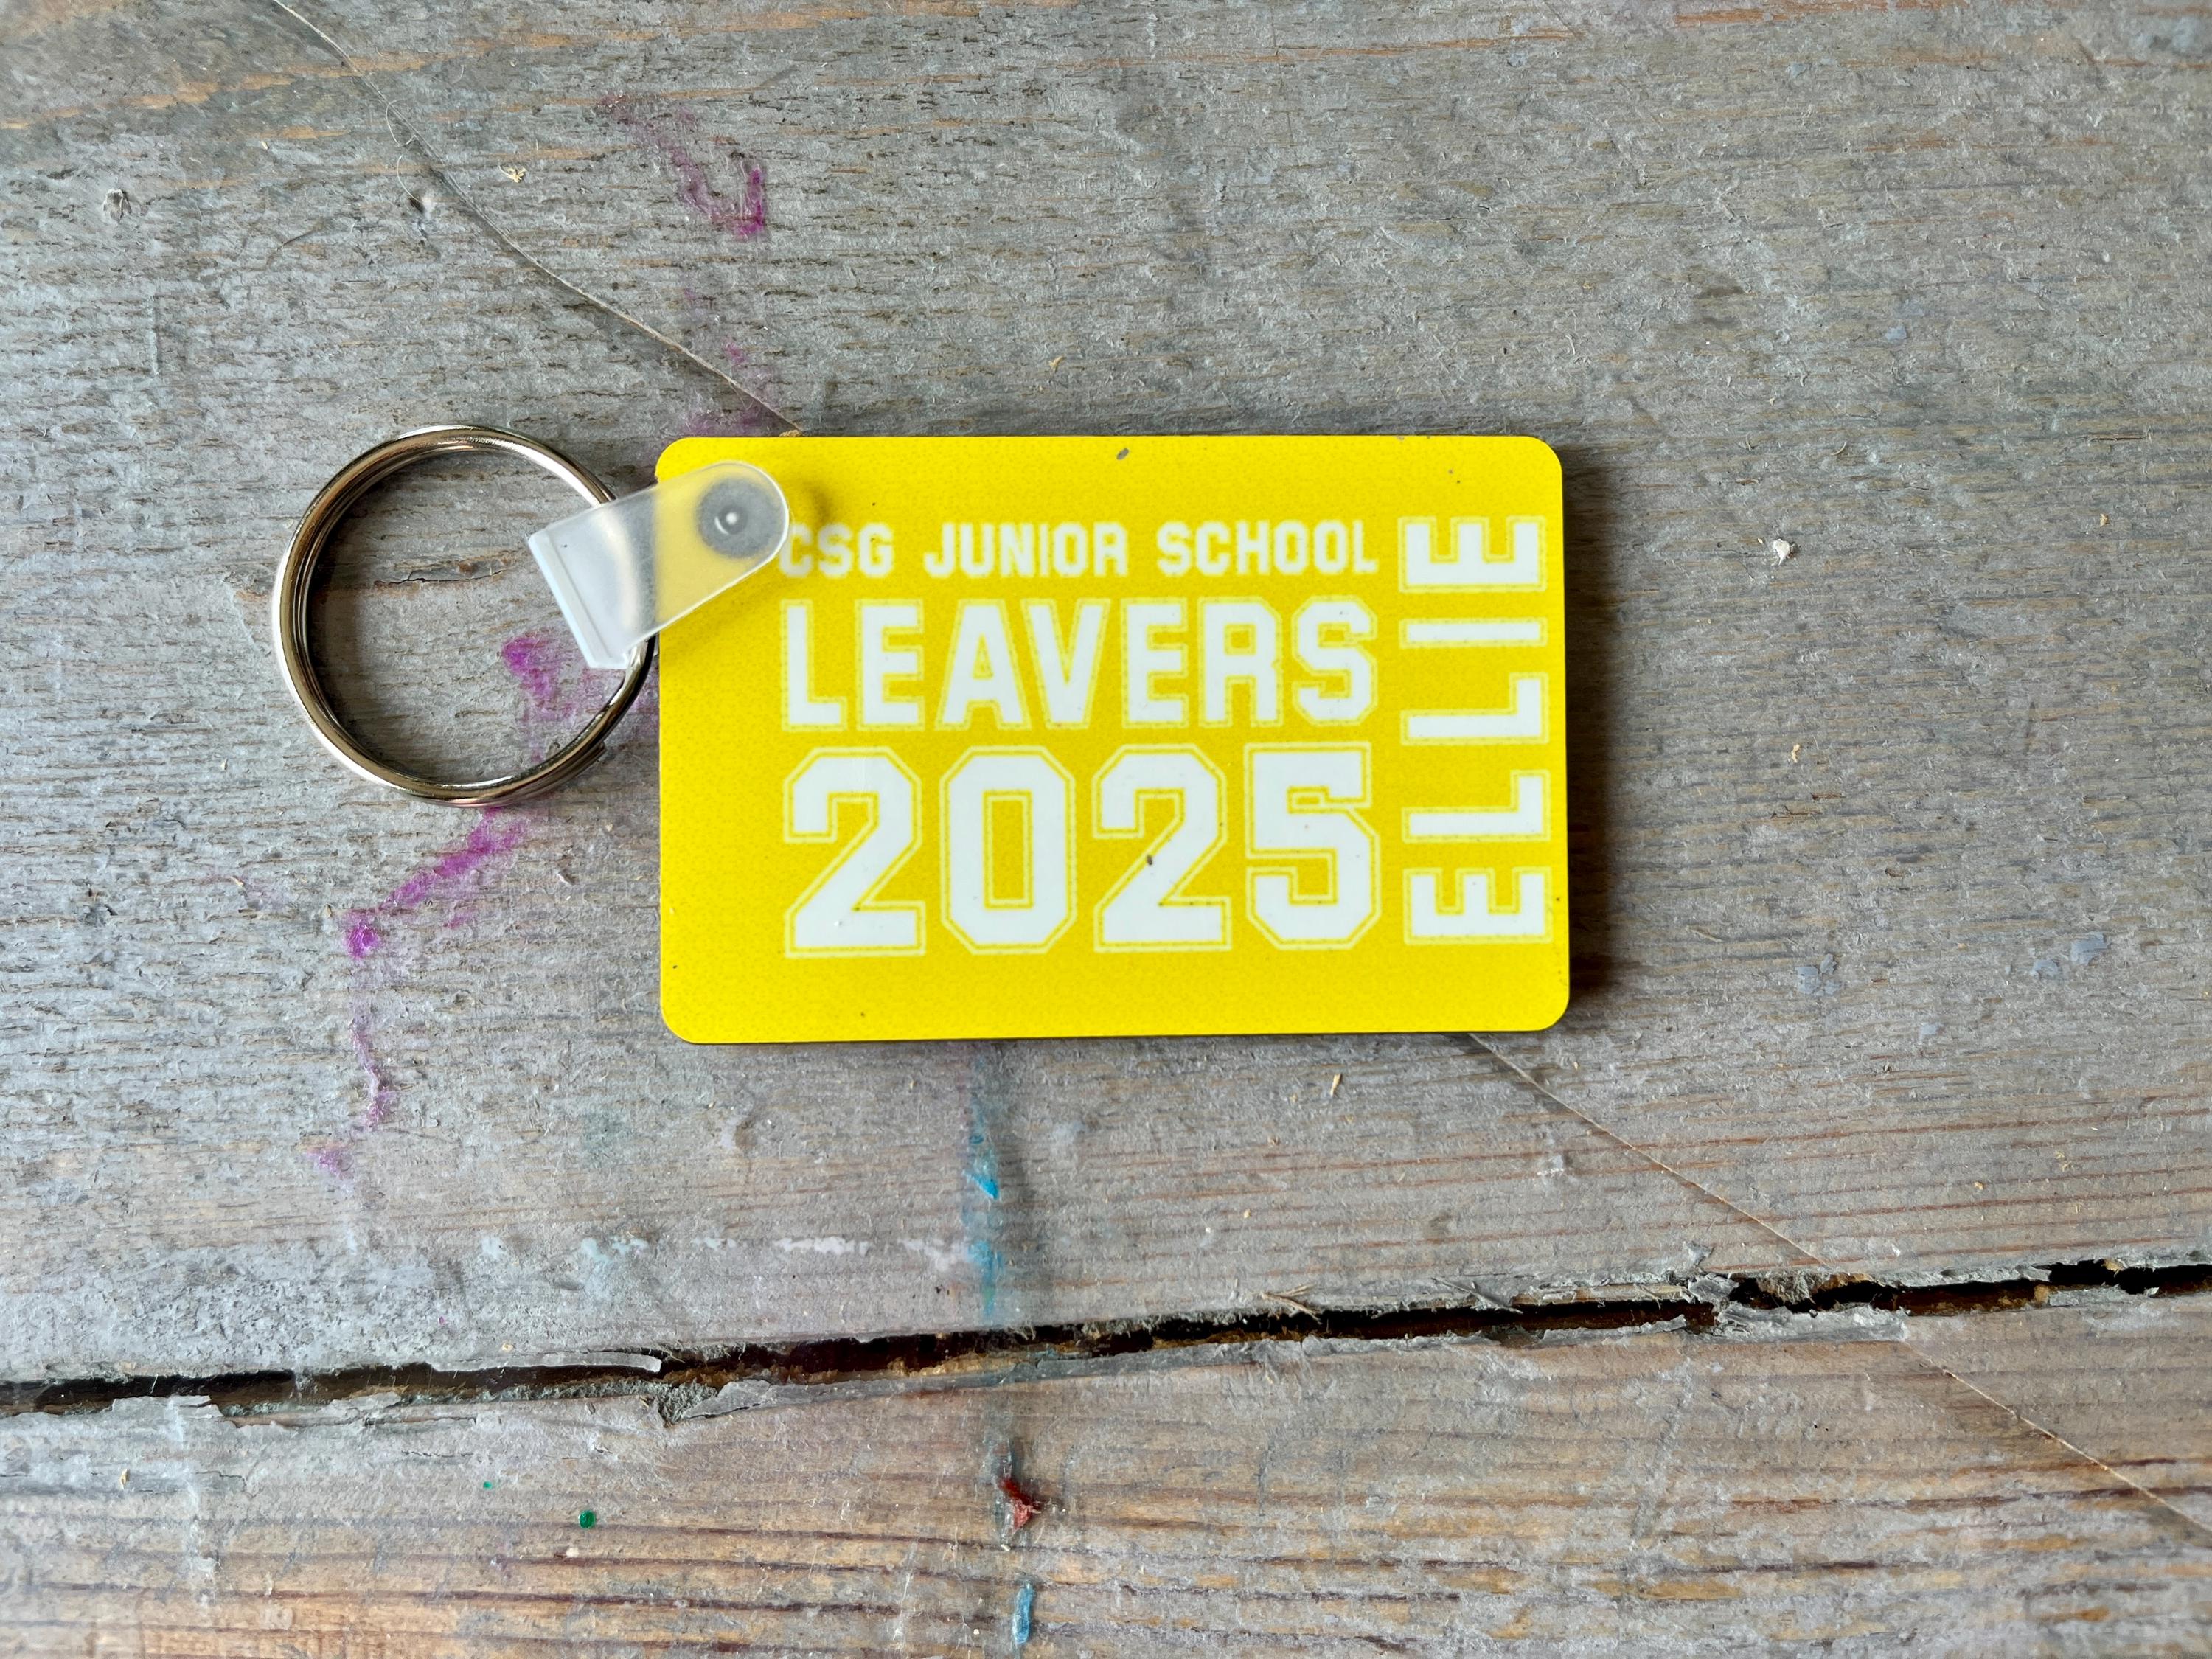 CSG JUNIOR SCHOOL
LEAVERS
2025
ELLIE